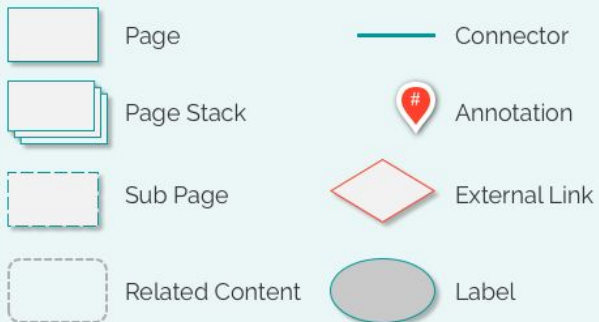 Page
Connector
Page Stack
#
Annotation
Sub Page
External Link
Related Content
Label